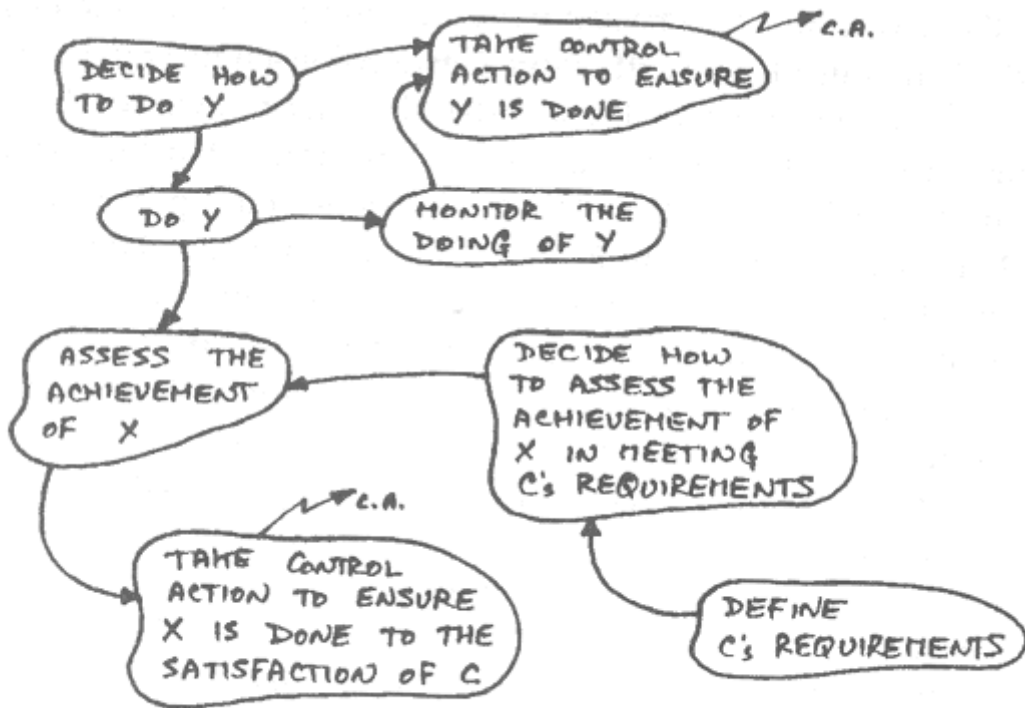 DECIDE HOW
TO DO Y
TAKE CONTROL
ACTION TO ENSURE
Y IS DONE
C.A.
DO Y
MONITOR THE
DOING OF Y
ASSESS THE
ACHIEVEMENT
OF X
DECIDE HOW
TO ASSESS THE
ACHIEVEMENT OF
X IN MEETING
C's REQUIREMENTS
C.A.
TAKE CONTROL
ACTION TO ENSURE
X IS DONE TO THE
SATISFACTION OF C
DEFINE
C's REQUIREMENTS